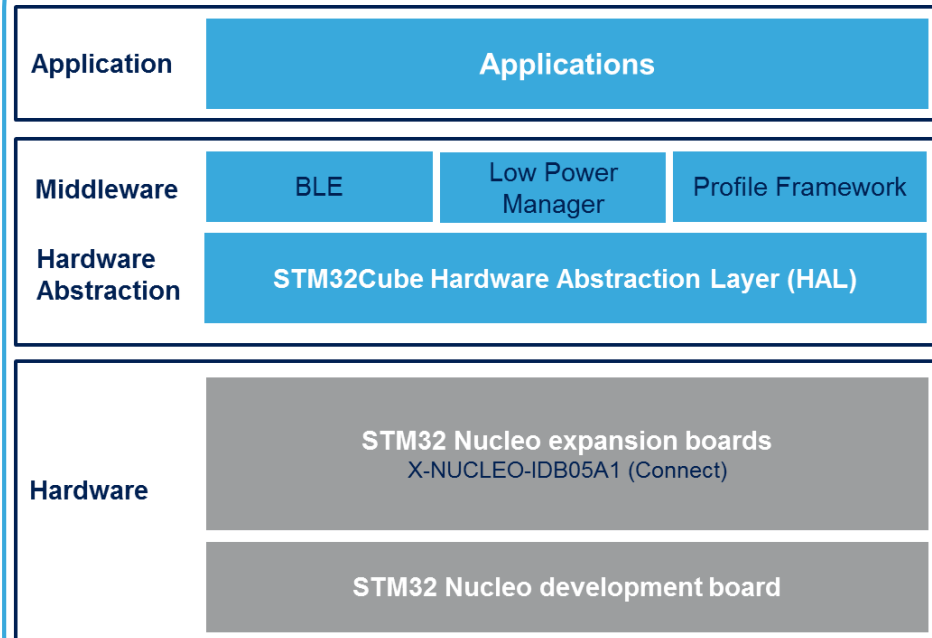 Application
Applications
Middleware
BLE
Low Power
Manager
Profile Framework
Hardware
Abstraction
STM32Cube Hardware Abstraction Layer (HAL)
Hardware
STM32 Nucleo expansion boards
X-NUCLEO-IDB05A1 (Connect)
STM32 Nucleo development board